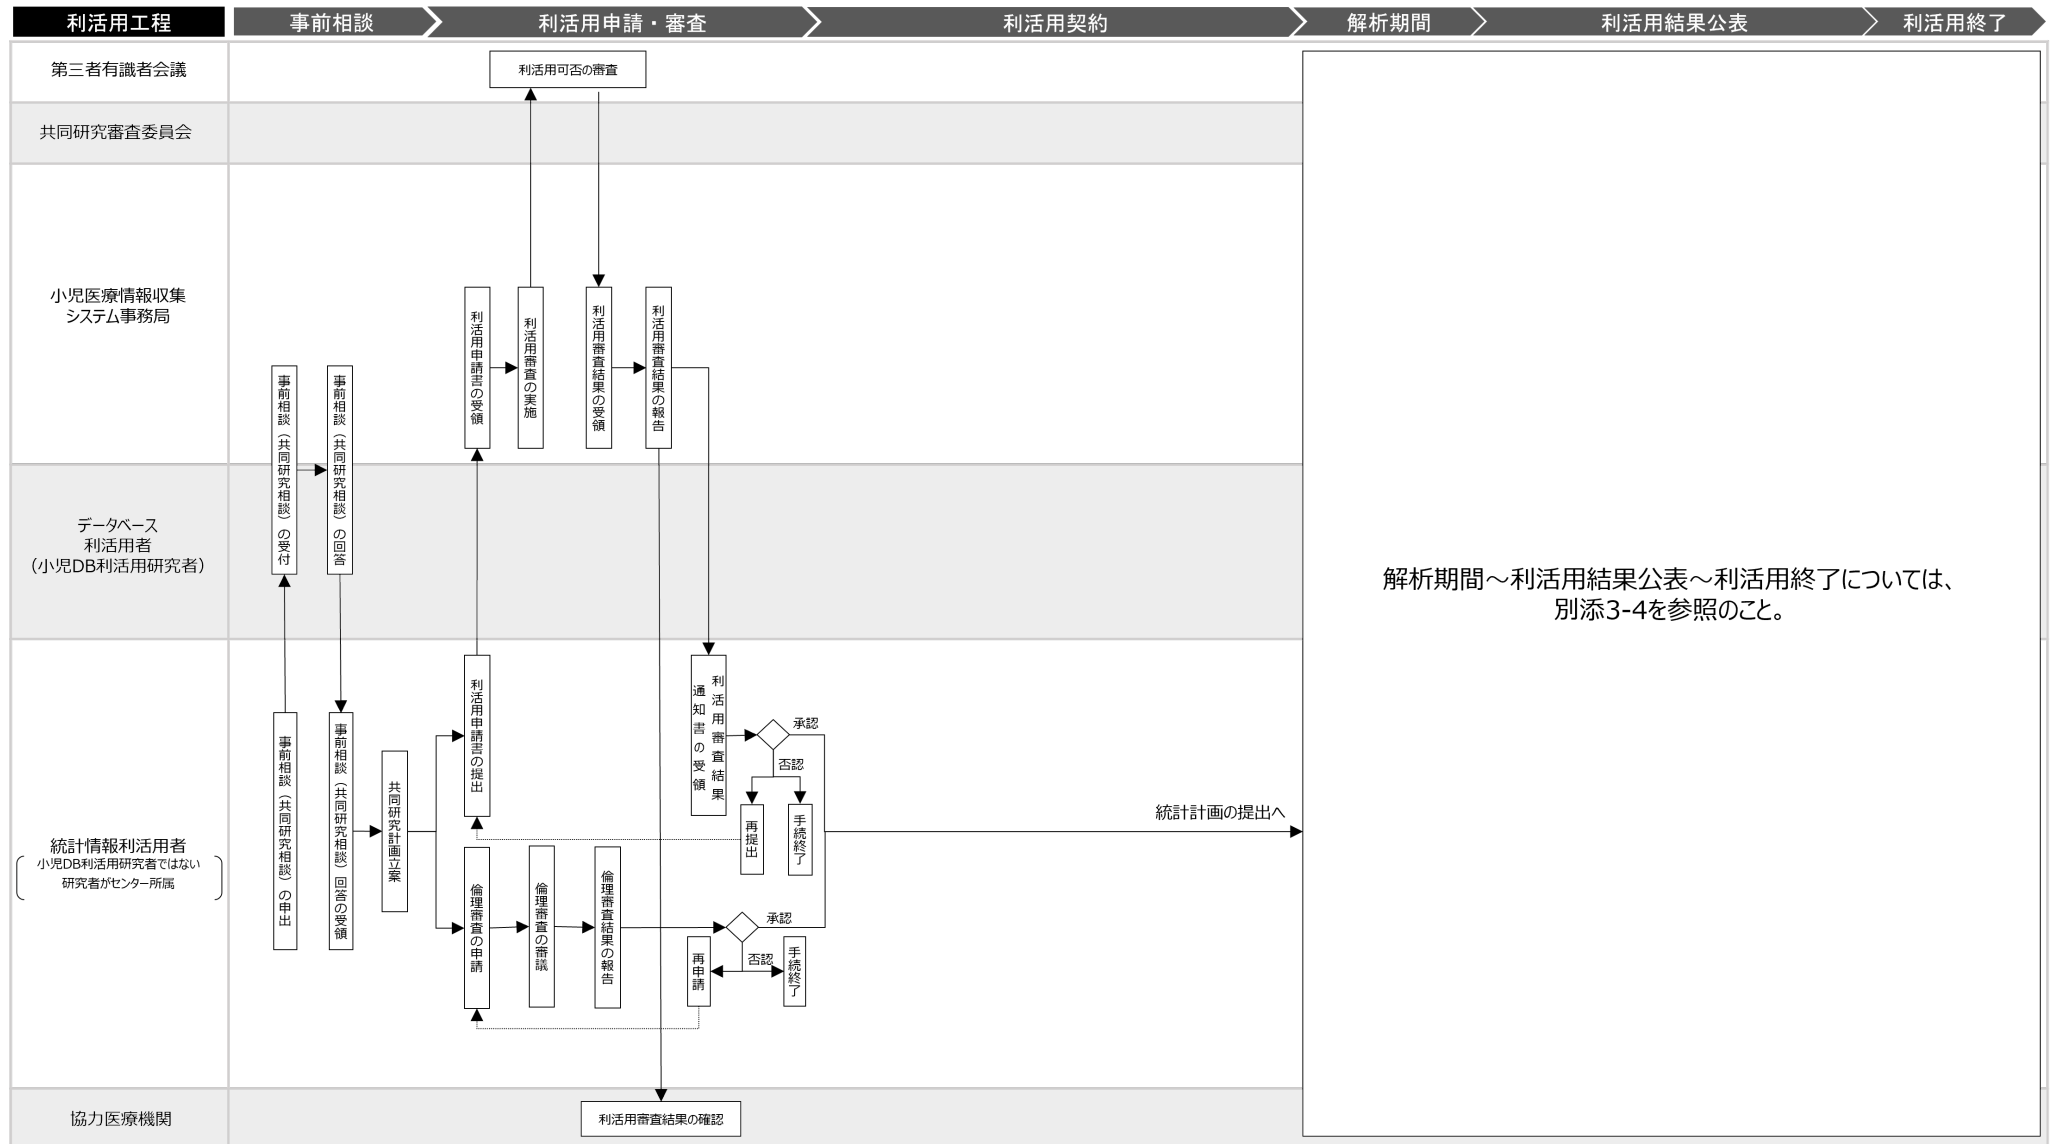 利活用工程
事前相談
利活用申請・審査
利活用契約
解析期間
利活用結果公表
利活用終了
第三者有識者会議
利活用可否の審査
共同研究審査委員会
小児医療情報収集
システム事務局
利活用申請書の受領
利活用審査の実施
利活用審査結果の受領
利活用審査結果の報告
事前相談（共同研究相談）の受付
事前相談（共同研究相談）の回答
データベース
利活用者
（小児DB利活用研究者）
解析期間～利活用結果公表～利活用終了については、
別添3-4を参照のこと。
統計情報利活用者
小児DB利活用研究者ではない
研究者がセンター所属
事前相談（共同研究相談）の申出
事前相談（共同研究相談）回答の受領
共同研究計画立案
利活用申請書の提出
利活用審査結果
通知書の受領
承認
否認
再提出
手続終了
統計計画の提出へ
倫理審査の申請
倫理審査の審議
倫理審査結果の報告
承認
否認
再申請
手続終了
協力医療機関
利活用審査結果の確認